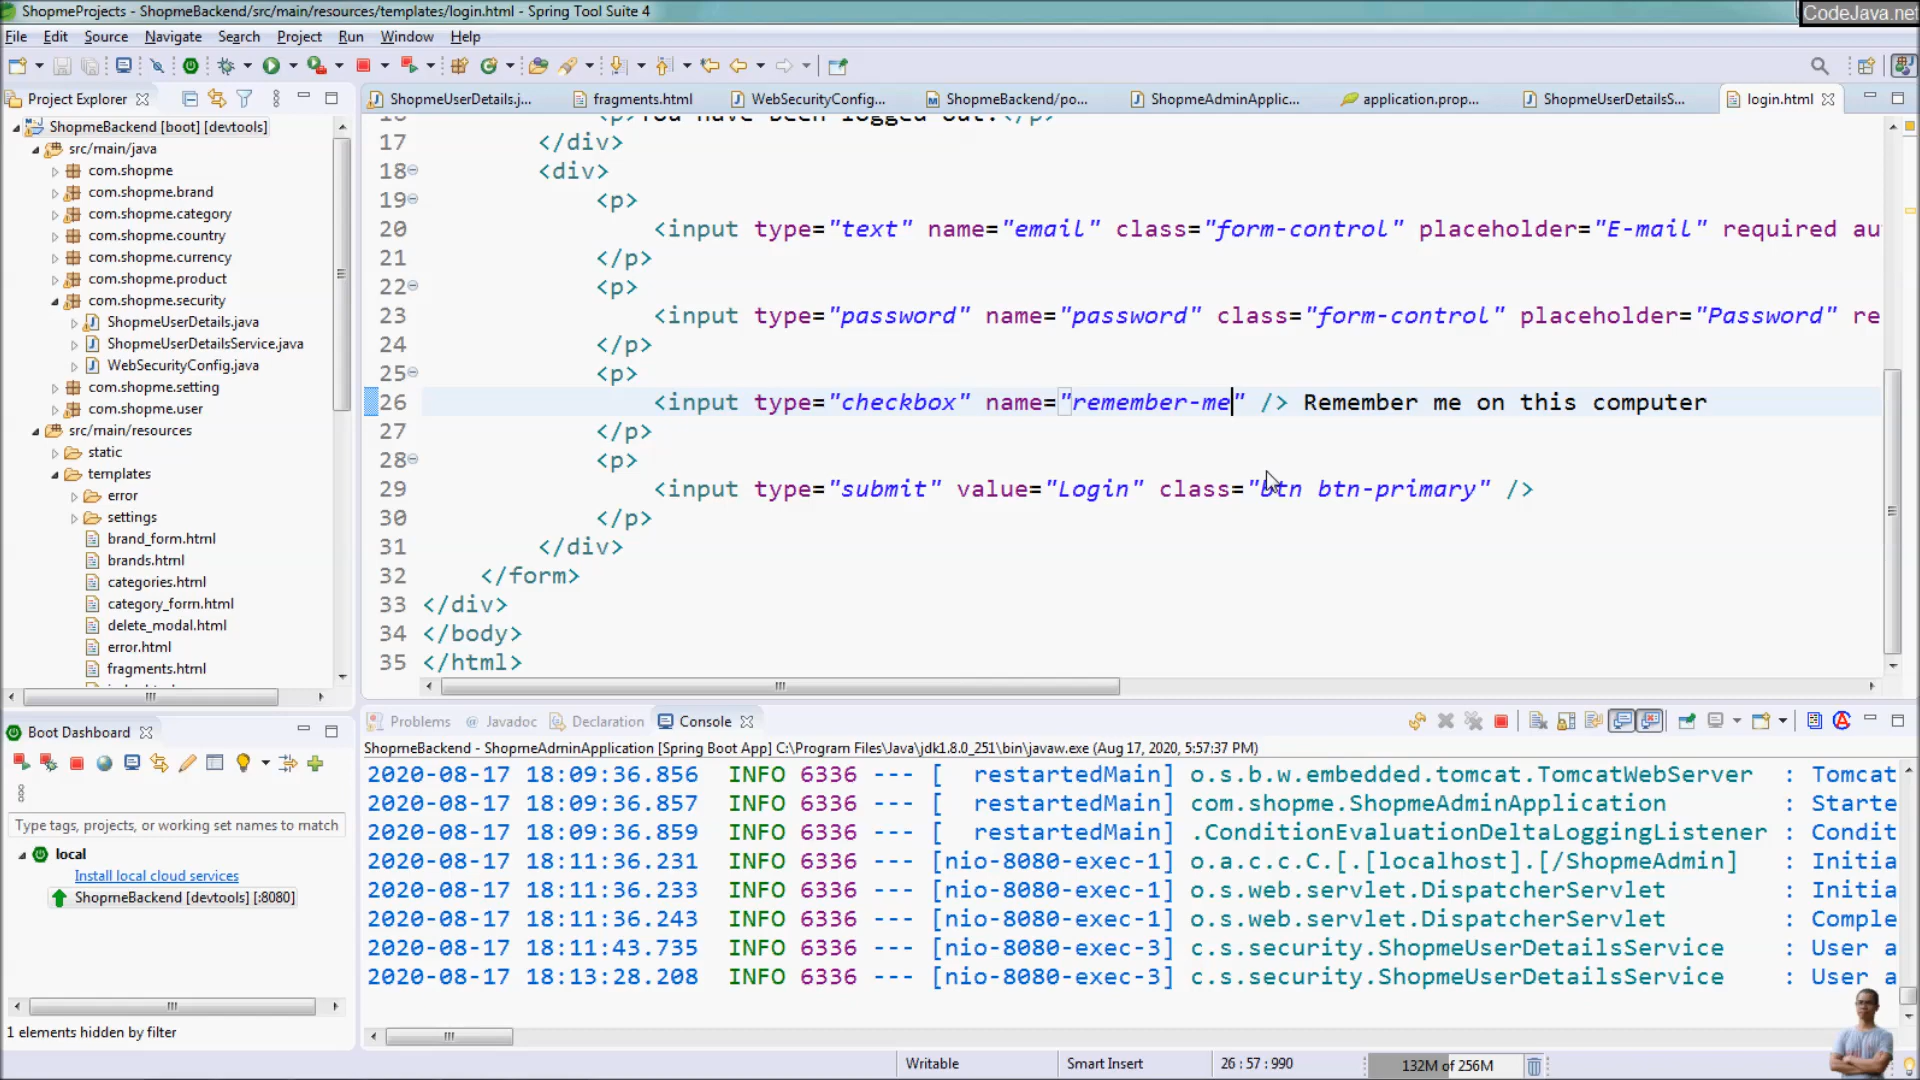 ShopmeProjects - ShopmeBackend/src/main/resources/templates/login.html - Spring Tool Suite 4
CodeJava.net
File Edit Source Navigate Search Project Run Window Help
Project Explorer
ShopmeBackend [boot] [devtools]
src/main/java
com.shopme
com.shopme.brand
com.shopme.category
com.shopme.country
com.shopme.currency
com.shopme.product
com.shopme.security
ShopmeUserDetails.java
ShopmeUserDetailsService.java
WebSecurityConfig.java
com.shopme.setting
com.shopme.user
src/main/resources
static
templates
error
settings
brand_form.html
brands.html
categories.html
category_form.html
delete_modal.html
error.html
fragments.html
ShopmeUserDetails.j... fragments.html WebSecurityConfig... ShopmeBackend/po... ShopmeAdminApplic... application.prop... ShopmeUserDetailsS... login.html
16 <p>You have been logged out.</p>
17 </div>
18 <div>
19 <p>
20 <input type="text" name="email" class="form-control" placeholder="E-mail" required au
21 </p>
22 <p>
23 <input type="password" name="password" class="form-control" placeholder="Password" re
24 </p>
25 <p>
26 <input type="checkbox" name="remember-me" /> Remember me on this computer
27 </p>
28 <p>
29 <input type="submit" value="Login" class="btn btn-primary" />
30 </p>
31 </div>
32 </form>
33 </div>
34 </body>
35 </html>
Boot Dashboard
Type tags, projects, or working set names to match
local
Install local cloud services
ShopmeBackend [devtools] [:8080]
1 elements hidden by filter
Problems Javadoc Declaration Console
ShopmeBackend - ShopmeAdminApplication [Spring Boot App] C:\Program Files\Java\jdk1.8.0_251\bin\javaw.exe (Aug 17, 2020, 5:57:37 PM)
2020-08-17 18:09:36.856 INFO 6336 --- [ restartedMain] o.s.b.w.embedded.tomcat.TomcatWebServer : Tomcat
2020-08-17 18:09:36.857 INFO 6336 --- [ restartedMain] com.shopme.ShopmeAdminApplication : Starte
2020-08-17 18:09:36.859 INFO 6336 --- [ restartedMain] .ConditionEvaluationDeltaLoggingListener : Condit
2020-08-17 18:11:36.231 INFO 6336 --- [nio-8080-exec-1] o.a.c.c.C.[.[localhost].[/ShopmeAdmin] : Initia
2020-08-17 18:11:36.233 INFO 6336 --- [nio-8080-exec-1] o.s.web.servlet.DispatcherServlet : Initia
2020-08-17 18:11:36.243 INFO 6336 --- [nio-8080-exec-1] o.s.web.servlet.DispatcherServlet : Comple
2020-08-17 18:11:43.735 INFO 6336 --- [nio-8080-exec-3] c.s.security.ShopmeUserDetailsService : User a
2020-08-17 18:13:28.208 INFO 6336 --- [nio-8080-exec-3] c.s.security.ShopmeUserDetailsService : User a
Writable Smart Insert 26 : 57 : 990 132M of 256M